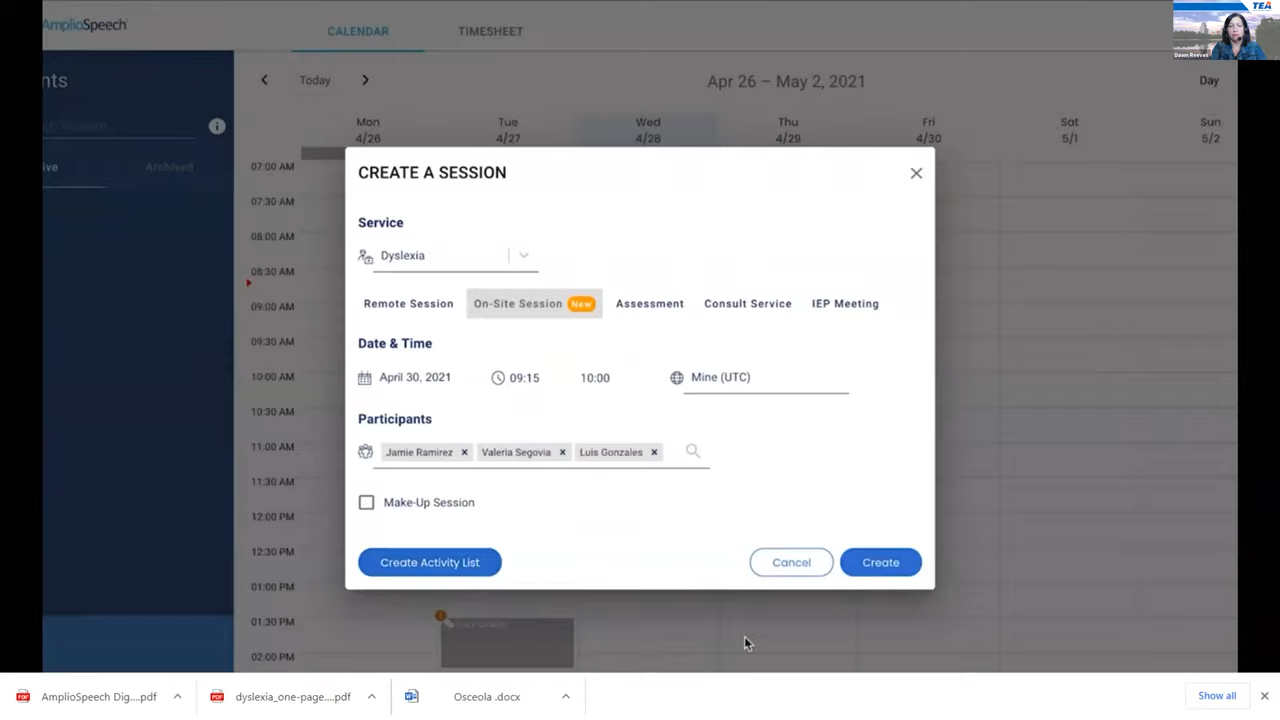 AmplioSpeech
CALENDAR
TIMESHEET
TEA
Dawn Reeves
nts
Today
Apr 26 – May 2, 2021
Day
ive
Archived
Mon
4/26
Tue
4/27
Wed
4/28
Thu
4/29
Fri
4/30
Sat
5/1
Sun
5/2
07:00 AM
07:30 AM
08:00 AM
08:30 AM
09:00 AM
09:30 AM
10:00 AM
10:30 AM
11:00 AM
11:30 AM
12:00 PM
12:30 PM
01:00 PM
01:30 PM
02:00 PM
CREATE A SESSION
Service
Dyslexia
Remote Session On-Site Session New Assessment Consult Service IEP Meeting
Date & Time
April 30, 2021 09:15 10:00 Mine (UTC)
Participants
Jamie Ramirez × Valeria Segovia × Luis Gonzales ×
Make-Up Session
Create Activity List Cancel Create
AmplioSpeech Dig....pdf
dyslexia_one-page....pdf
Osceola .docx
Show all